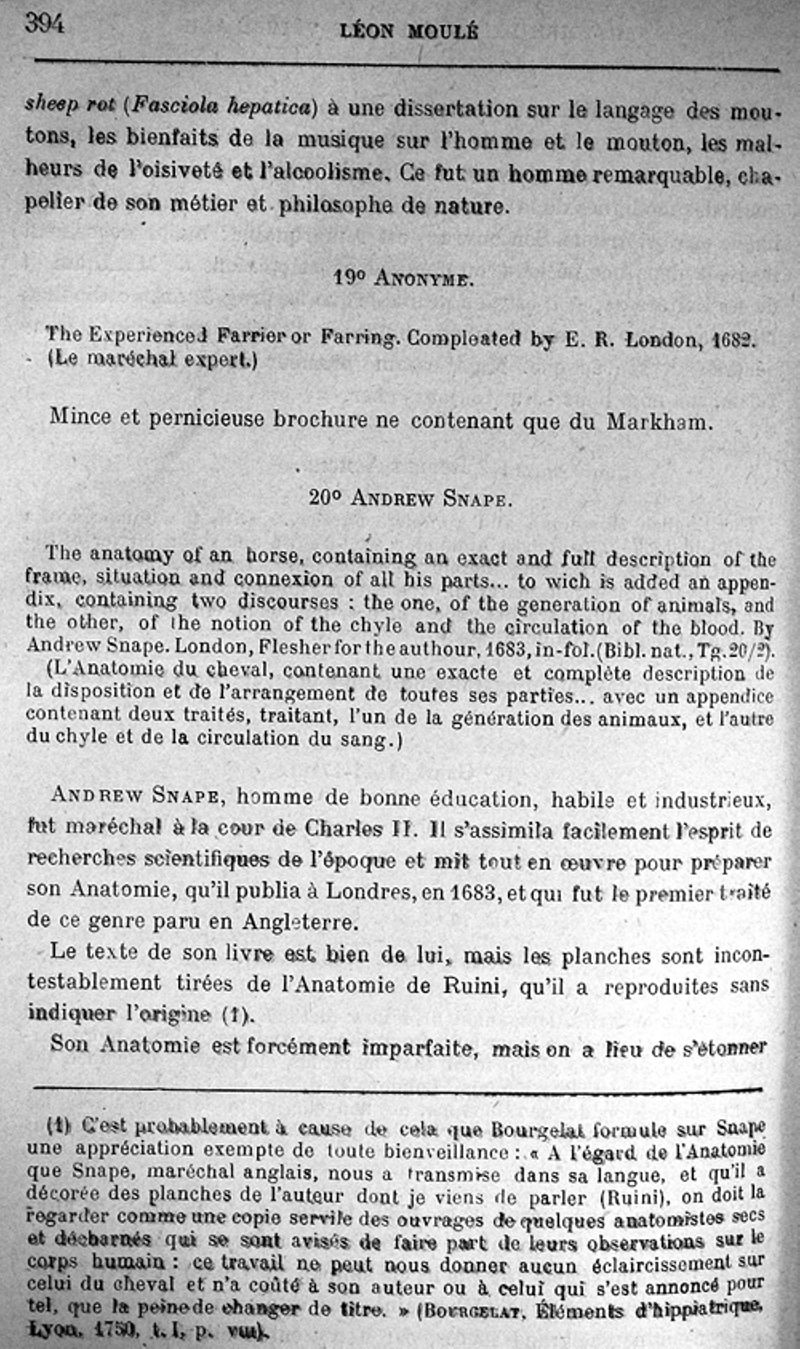 394
LÉON MOULÉ
sheep rot (Fasciola hepatica) à une dissertation sur le langage des mou-
tons, les bienfaits de la musique sur l'homme et le mouton, les mal-
heurs de l'oisiveté et l'alcoolisme. Ce fut un homme remarquable, cha-
pelier de son métier et philosophe de nature.
19º ANONYME.
The Experienced Farrier or Farring. Compleated by E. R. London, 1682.
(Le maréchal expert.)
Mince et pernicieuse brochure ne contenant que du Markham.
20º ANDREW SNAPE.
The anatomy of an horse, containing an exact and full description of the
frame, situation and connexion of all his parts... to wich is added an appen-
dix, containing two discourses : the one, of the generation of animals, and
the other, of the notion of the chyle and the circulation of the blood. By
Andrew Snape. London, Flesher for the authour, 1683, in-fol. (Bibl. nat., Tg. 20/2).
(L'Anatomie du cheval, contenant une exacte et complète description de
la disposition et de l'arrangement de toutes ses parties... avec un appendice
contenant deux traités, traitant, l'un de la génération des animaux, et l'autre
du chyle et de la circulation du sang.)
ANDREW SNAPE, homme de bonne éducation, habile et industrieux,
fut maréchal à la cour de Charles II. Il s'assimila facilement l'esprit de
recherches scientifiques de l'époque et mit tout en œuvre pour préparer
son Anatomie, qu'il publia à Londres, en 1683, et qui fut le premier traité
de ce genre paru en Angleterre.
Le texte de son livre est bien de lui, mais les planches sont incon-
testablement tirées de l'Anatomie de Ruini, qu'il a reproduites sans
indiquer l'origine (1).
Son Anatomie est forcément imparfaite, mais on a lieu de s'étonner
(1) C'est probablement à cause de cela que Bourgelat formule sur Snape
une appréciation exempte de toute bienveillance : « A l'égard de l'Anatomie
que Snape, maréchal anglais, nous a transmise dans sa langue, et qu'il a
décorée des planches de l'auteur dont je viens de parler (Ruini), on doit la
regarder comme une copie servile des ouvrages de quelques anatomistes secs
et décharnés qui se sont avisés de faire part de leurs observations sur le
corps humain : ce travail ne peut nous donner aucun éclaircissement sur
celui du cheval et n'a coûté à son auteur ou à celui qui s'est annoncé pour
tel, que la peine de changer de titre. » (BOURGELAT, Éléments d'hippiatrique,
Lyon, 1750, t. I, p. VIII).